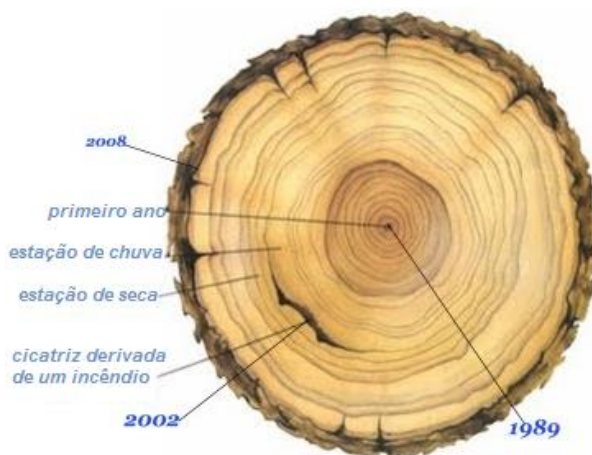 2008
primeiro ano
estação de chuva
estação de seca
cicatriz derivada
de um incêndio
2002
1989